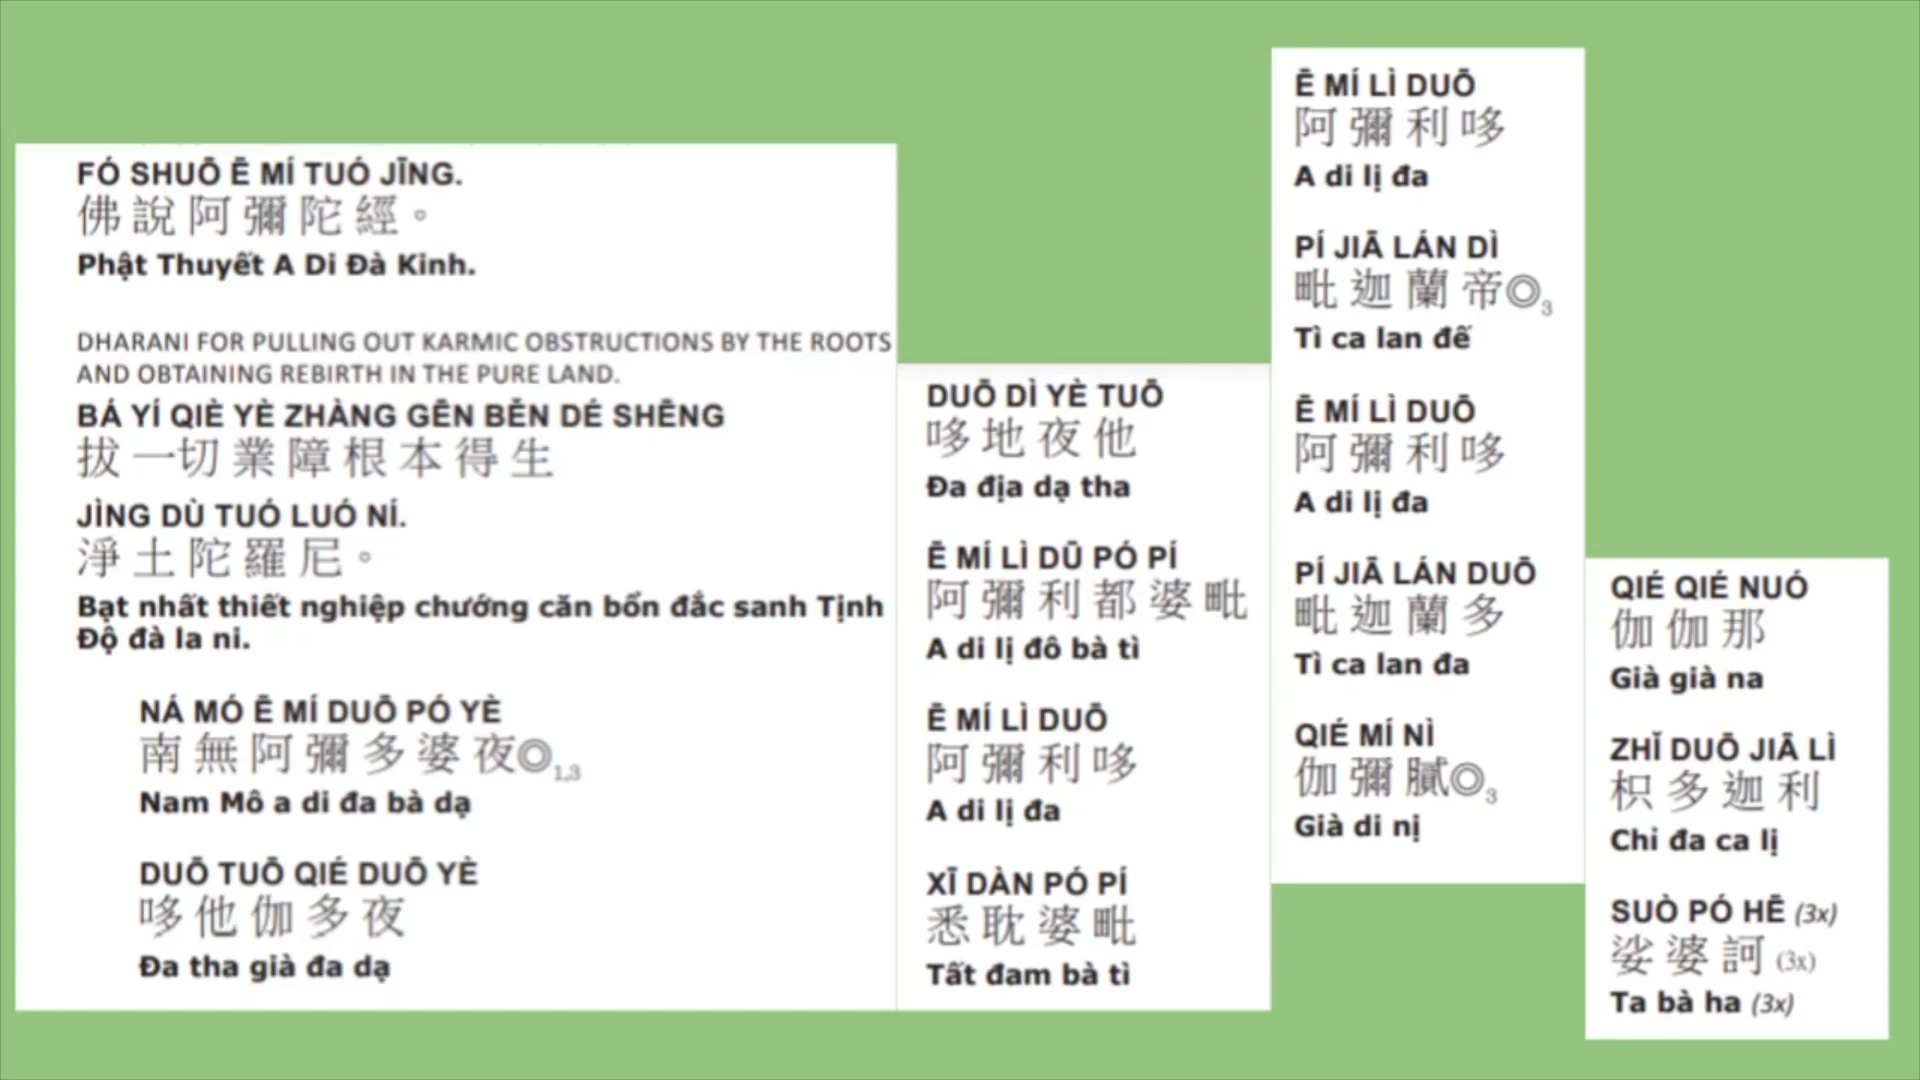 FÓ SHUŌ Ē MÍ TUÓ JĪNG.
佛說阿彌陀經。
Phật Thuyết A Di Đà Kinh.
DHARANI FOR PULLING OUT KARMIC OBSTRUCTIONS BY THE ROOTS
AND OBTAINING REBIRTH IN THE PURE LAND.
BÁ YÍ QIÈ YÈ ZHÀNG GĒN BĚN DÉ SHĒNG
拔一切業障根本得生
JÌNG DÙ TUÓ LUÓ NÍ.
淨土陀羅尼。
Bạt nhất thiết nghiệp chướng căn bổn đắc sanh Tịnh
Độ đà la ni.
NÁ MÓ Ē MÍ DUŌ PÓ YÈ
南無阿彌多婆夜◎1,3
Nam Mô a di đa bà dạ
DUŌ TUŌ QIÉ DUŌ YÈ
哆他伽多夜
Đa tha già đa dạ
DUŌ DÌ YÈ TUŌ
哆地夜他
Đa địa dạ tha
Ē MÍ LÌ DŪ PÓ PÍ
阿彌利都婆毗
A di lị đô bà tì
Ē MÍ LÌ DUŌ
阿彌利哆
A di lị đa
XĪ DÀN PÓ PÍ
悉耽婆毗
Tất đam bà tì
Ē MÍ LÌ DUŌ
阿彌利哆
A di lị đa
PÍ JIĀ LÁN DÌ
毗迦蘭帝◎3
Tì ca lan đế
Ē MÍ LÌ DUŌ
阿彌利哆
A di lị đa
PÍ JIĀ LÁN DUŌ
毗迦蘭多
Tì ca lan đa
QIÉ MÍ NÌ
伽彌膩◎3
Già di nị
QIÉ QIÉ NUÓ
伽伽那
Già già na
ZHĬ DUŌ JIĀ LÌ
枳多迦利
Chỉ đa ca lị
SUÒ PÓ HĒ (3x)
娑婆訶 (3x)
Ta bà ha (3x)